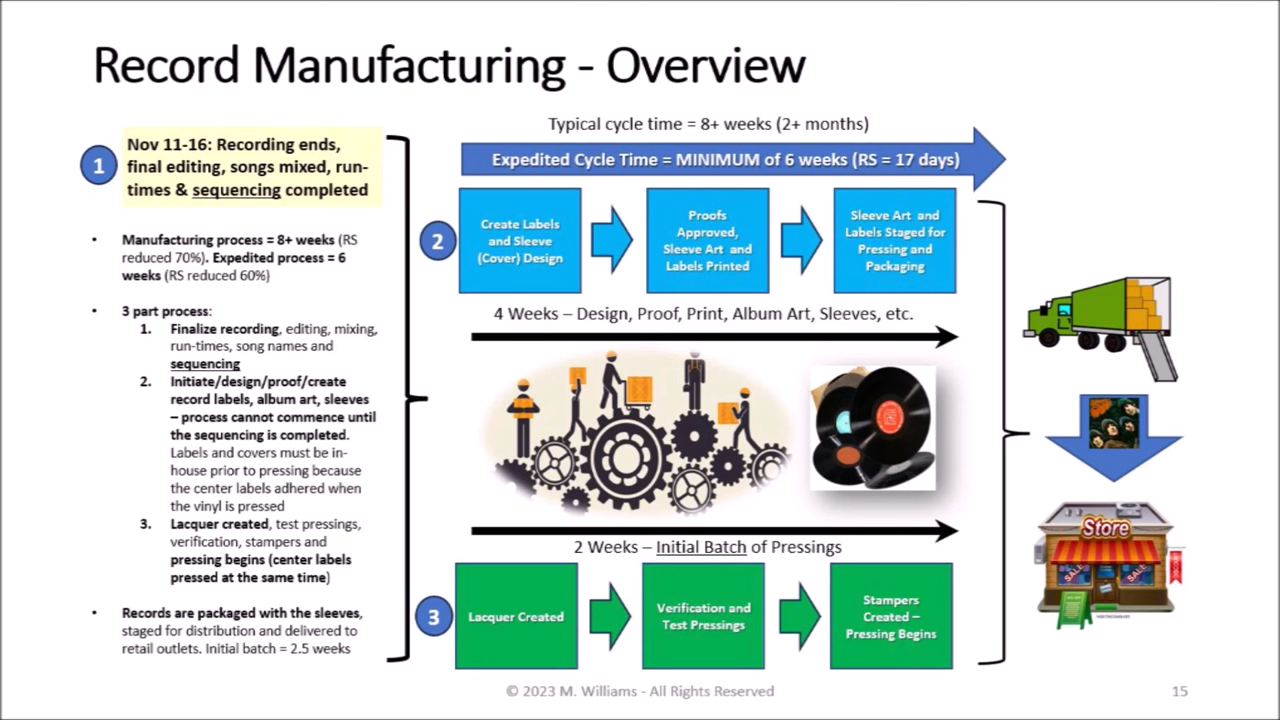 Record Manufacturing - Overview
Typical cycle time = 8+ weeks (2+ months)
Expedited Cycle Time = MINIMUM of 6 weeks (RS = 17 days)
1
Nov 11-16: Recording ends,
final editing, songs mixed, run-
times & sequencing completed
• Manufacturing process = 8+ weeks (RS
reduced 70%). Expedited process = 6
weeks (RS reduced 60%)
• 3 part process:
1. Finalize recording, editing, mixing,
run-times, song names and
sequencing
2. Initiate/design/proof/create
record labels, album art, sleeves
– process cannot commence until
the sequencing is completed.
Labels and covers must be in-
house prior to pressing because
the center labels adhered when
the vinyl is pressed
3. Lacquer created, test pressings,
verification, stampers and
pressing begins (center labels
pressed at the same time)
• Records are packaged with the sleeves,
staged for distribution and delivered to
retail outlets. Initial batch = 2.5 weeks
2
Create Labels
and Sleeve
(Cover) Design
Proofs
Approved,
Sleeve Art and
Labels Printed
Sleeve Art and
Labels Staged for
Pressing and
Packaging
4 Weeks – Design, Proof, Print, Album Art, Sleeves, etc.
2 Weeks – Initial Batch of Pressings
3
Lacquer Created
Verification and
Test Pressings
Stampers
Created –
Pressing Begins
Store
SALE
SALE
© 2023 M. Williams - All Rights Reserved
15